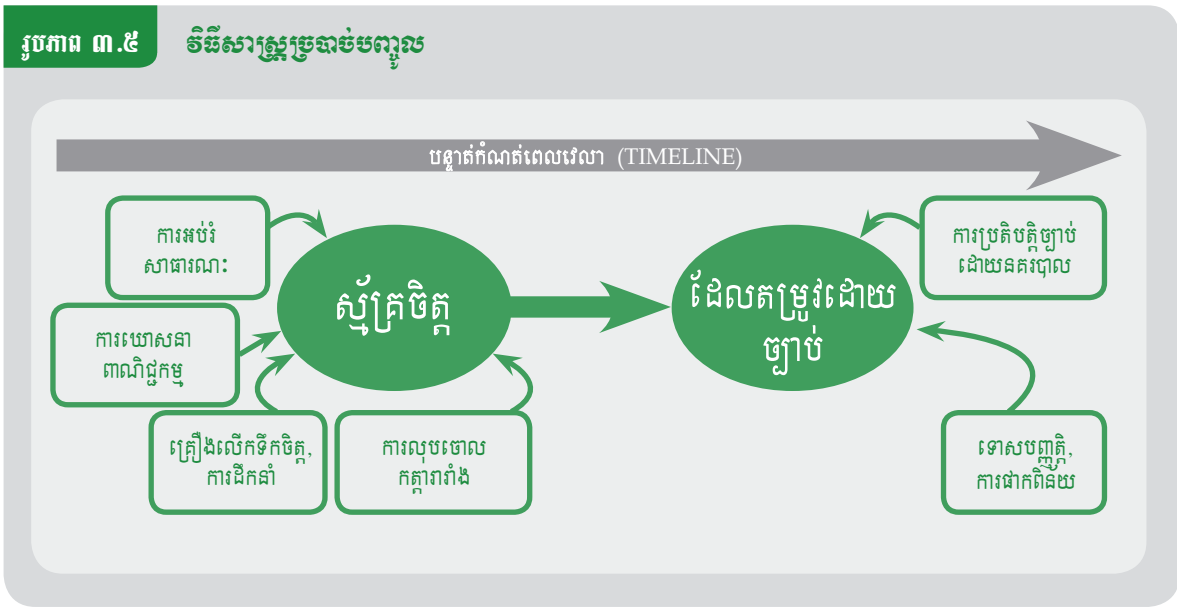 រូបភាព ៣.៥
វិធីសាស្ត្រច្របាច់បញ្ចូល
បន្ទាត់កំណត់ពេលវេលា (TIMELINE)
ការអប់រំ
សាធារណៈ
ស្ម័គ្រចិត្ត
ដែលតម្រូវដោយ
ច្បាប់
ការប្រតិបត្តិច្បាប់
ដោយនគរបាល
ការឃោសនា
ពាណិជ្ជកម្ម
គ្រឿងលើកទឹកចិត្ត,
ការដឹកនាំ
ការលុបចោល
កត្តារារាំង
ទោសបញ្ញត្តិ,
ការផាកពិន័យ